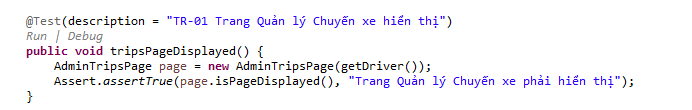 @Test(description = "TR-01 Trang Quản lý Chuyến xe hiển thị")
Run | Debug
public void tripsPageDisplayed() {
    AdminTripsPage page = new AdminTripsPage(getDriver());
    Assert.assertTrue(page.isPageDisplayed(), "Trang Quản lý Chuyến xe phải hiển thị");
}